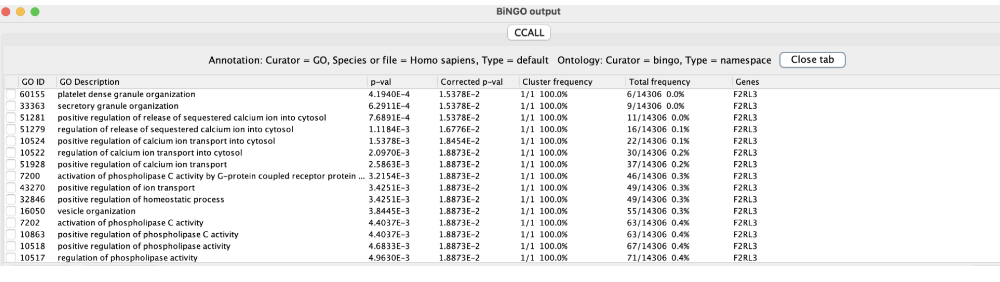 BiNGO output
CCALL
Annotation: Curator = GO, Species or file = Homo sapiens, Type = default Ontology: Curator = bingo, Type = namespace Close tab
GO ID GO Description p-val Corrected p-val Cluster frequency Total frequency Genes
60155 platelet dense granule organization 4.1940E-4 1.5378E-2 1/1 100.0% 6/14306 0.0% F2RL3
33363 secretory granule organization 6.2911E-4 1.5378E-2 1/1 100.0% 9/14306 0.0% F2RL3
51281 positive regulation of release of sequestered calcium ion into cytosol 7.6891E-4 1.5378E-2 1/1 100.0% 11/14306 0.0% F2RL3
51279 regulation of release of sequestered calcium ion into cytosol 1.1184E-3 1.6776E-2 1/1 100.0% 16/14306 0.1% F2RL3
10524 positive regulation of calcium ion transport into cytosol 1.5378E-3 1.8454E-2 1/1 100.0% 22/14306 0.1% F2RL3
10522 regulation of calcium ion transport into cytosol 2.0970E-3 1.8873E-2 1/1 100.0% 30/14306 0.2% F2RL3
51928 positive regulation of calcium ion transport 2.5863E-3 1.8873E-2 1/1 100.0% 37/14306 0.2% F2RL3
7200 activation of phospholipase C activity by G-protein coupled receptor protein ... 3.2154E-3 1.8873E-2 1/1 100.0% 46/14306 0.3% F2RL3
43270 positive regulation of ion transport 3.4251E-3 1.8873E-2 1/1 100.0% 49/14306 0.3% F2RL3
32846 positive regulation of homeostatic process 3.4251E-3 1.8873E-2 1/1 100.0% 49/14306 0.3% F2RL3
16050 vesicle organization 3.8445E-3 1.8873E-2 1/1 100.0% 55/14306 0.3% F2RL3
7202 activation of phospholipase C activity 4.4037E-3 1.8873E-2 1/1 100.0% 63/14306 0.4% F2RL3
10863 positive regulation of phospholipase C activity 4.4037E-3 1.8873E-2 1/1 100.0% 63/14306 0.4% F2RL3
10518 positive regulation of phospholipase activity 4.6833E-3 1.8873E-2 1/1 100.0% 67/14306 0.4% F2RL3
10517 regulation of phospholipase activity 4.9630E-3 1.8873E-2 1/1 100.0% 71/14306 0.4% F2RL3